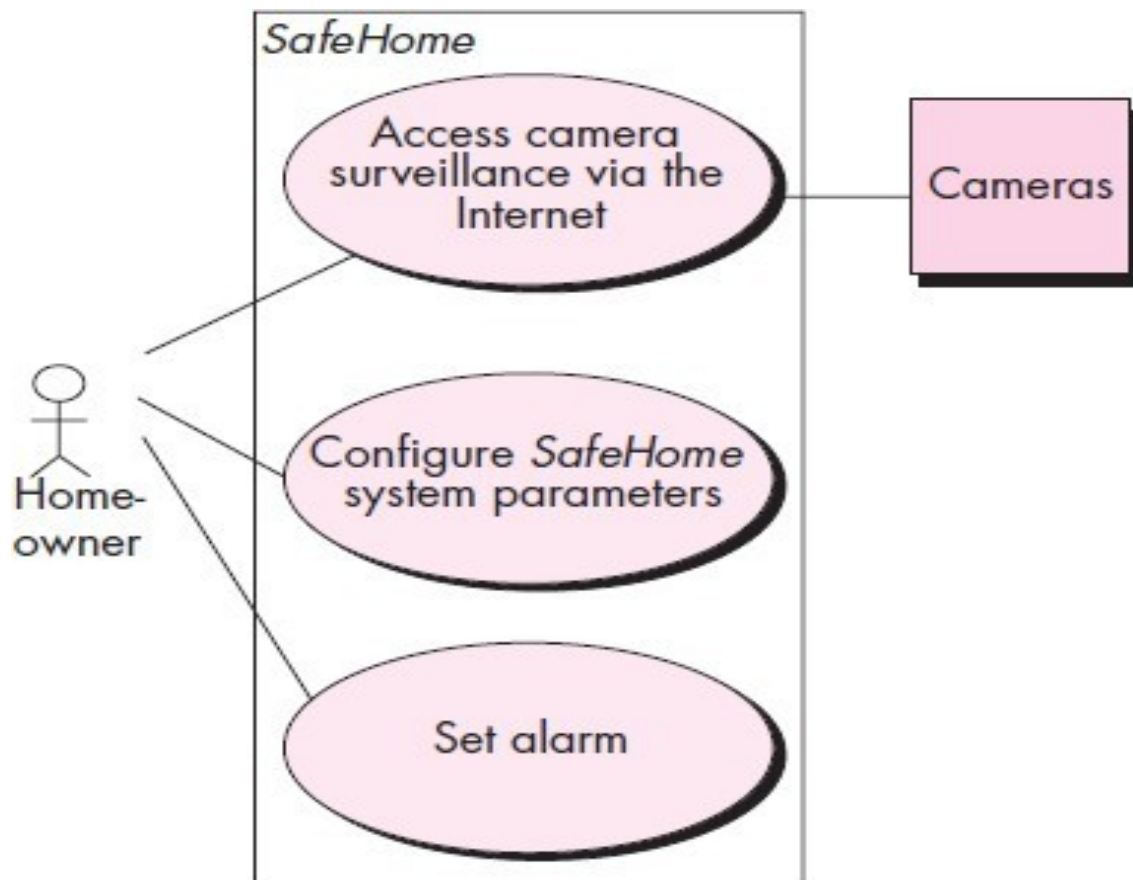 SafeHome
Access camera
surveillance via the
Internet
Cameras
Configure SafeHome
system parameters
Home-
owner
Set alarm